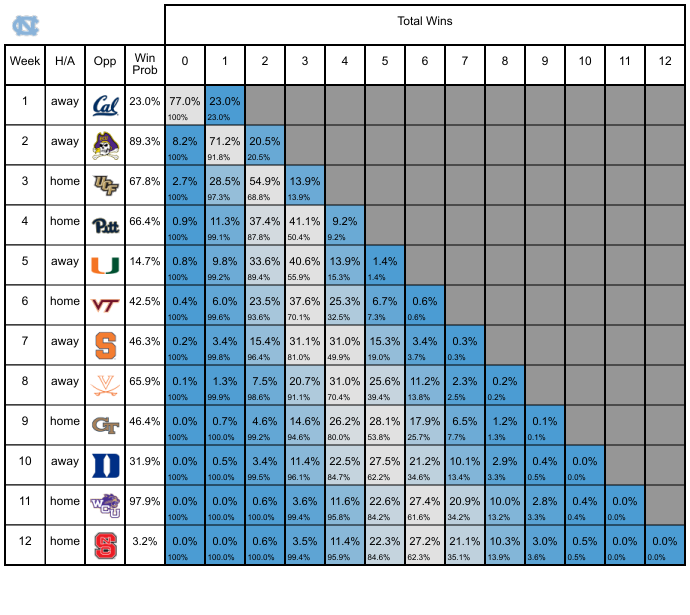 NC
Total Wins
Week H/A Opp Win Prob 0 1 2 3 4 5 6 7 8 9 10 11 12
1 away Cal 23.0% 77.0% 23.0%
100% 23.0%
2 away 89.3% 8.2% 71.2% 20.5%
100% 91.8% 20.5%
3 home UCF 67.8% 2.7% 28.5% 54.9% 13.9%
100% 97.3% 68.8% 13.9%
4 home Pitt 66.4% 0.9% 11.3% 37.4% 41.1% 9.2%
100% 99.1% 87.8% 50.4% 9.2%
5 away U 14.7% 0.8% 9.8% 33.6% 40.6% 13.9% 1.4%
100% 99.2% 89.4% 55.9% 15.3% 1.4%
6 home VT 42.5% 0.4% 6.0% 23.5% 37.6% 25.3% 6.7% 0.6%
100% 99.6% 93.6% 70.1% 32.5% 7.3% 0.6%
7 away S 46.3% 0.2% 3.4% 15.4% 31.1% 31.0% 15.3% 3.4% 0.3%
100% 99.8% 96.4% 81.0% 49.9% 19.0% 3.7% 0.3%
8 away V 65.9% 0.1% 1.3% 7.5% 20.7% 31.0% 25.6% 11.2% 2.3% 0.2%
100% 99.9% 98.6% 91.1% 70.4% 39.4% 13.8% 2.5% 0.2%
9 home GT 46.4% 0.0% 0.7% 4.6% 14.6% 26.2% 28.1% 17.9% 6.5% 1.2% 0.1%
100% 100.0% 99.2% 94.6% 80.0% 53.8% 25.7% 7.7% 1.3% 0.1%
10 away D 31.9% 0.0% 0.5% 3.4% 11.4% 22.5% 27.5% 21.2% 10.1% 2.9% 0.4% 0.0%
100% 100.0% 99.5% 96.1% 84.7% 62.2% 34.6% 13.4% 3.3% 0.5% 0.0%
11 home WCU 97.9% 0.0% 0.0% 0.6% 3.6% 11.6% 22.6% 27.4% 20.9% 10.0% 2.8% 0.4% 0.0%
100% 100.0% 100.0% 99.4% 95.8% 84.2% 61.6% 34.2% 13.2% 3.3% 0.4% 0.0%
12 home S 3.2% 0.0% 0.0% 0.6% 3.5% 11.4% 22.3% 27.2% 21.1% 10.3% 3.0% 0.5% 0.0% 0.0%
100% 100.0% 100.0% 99.4% 95.9% 84.6% 62.3% 35.1% 13.9% 3.6% 0.5% 0.0% 0.0%